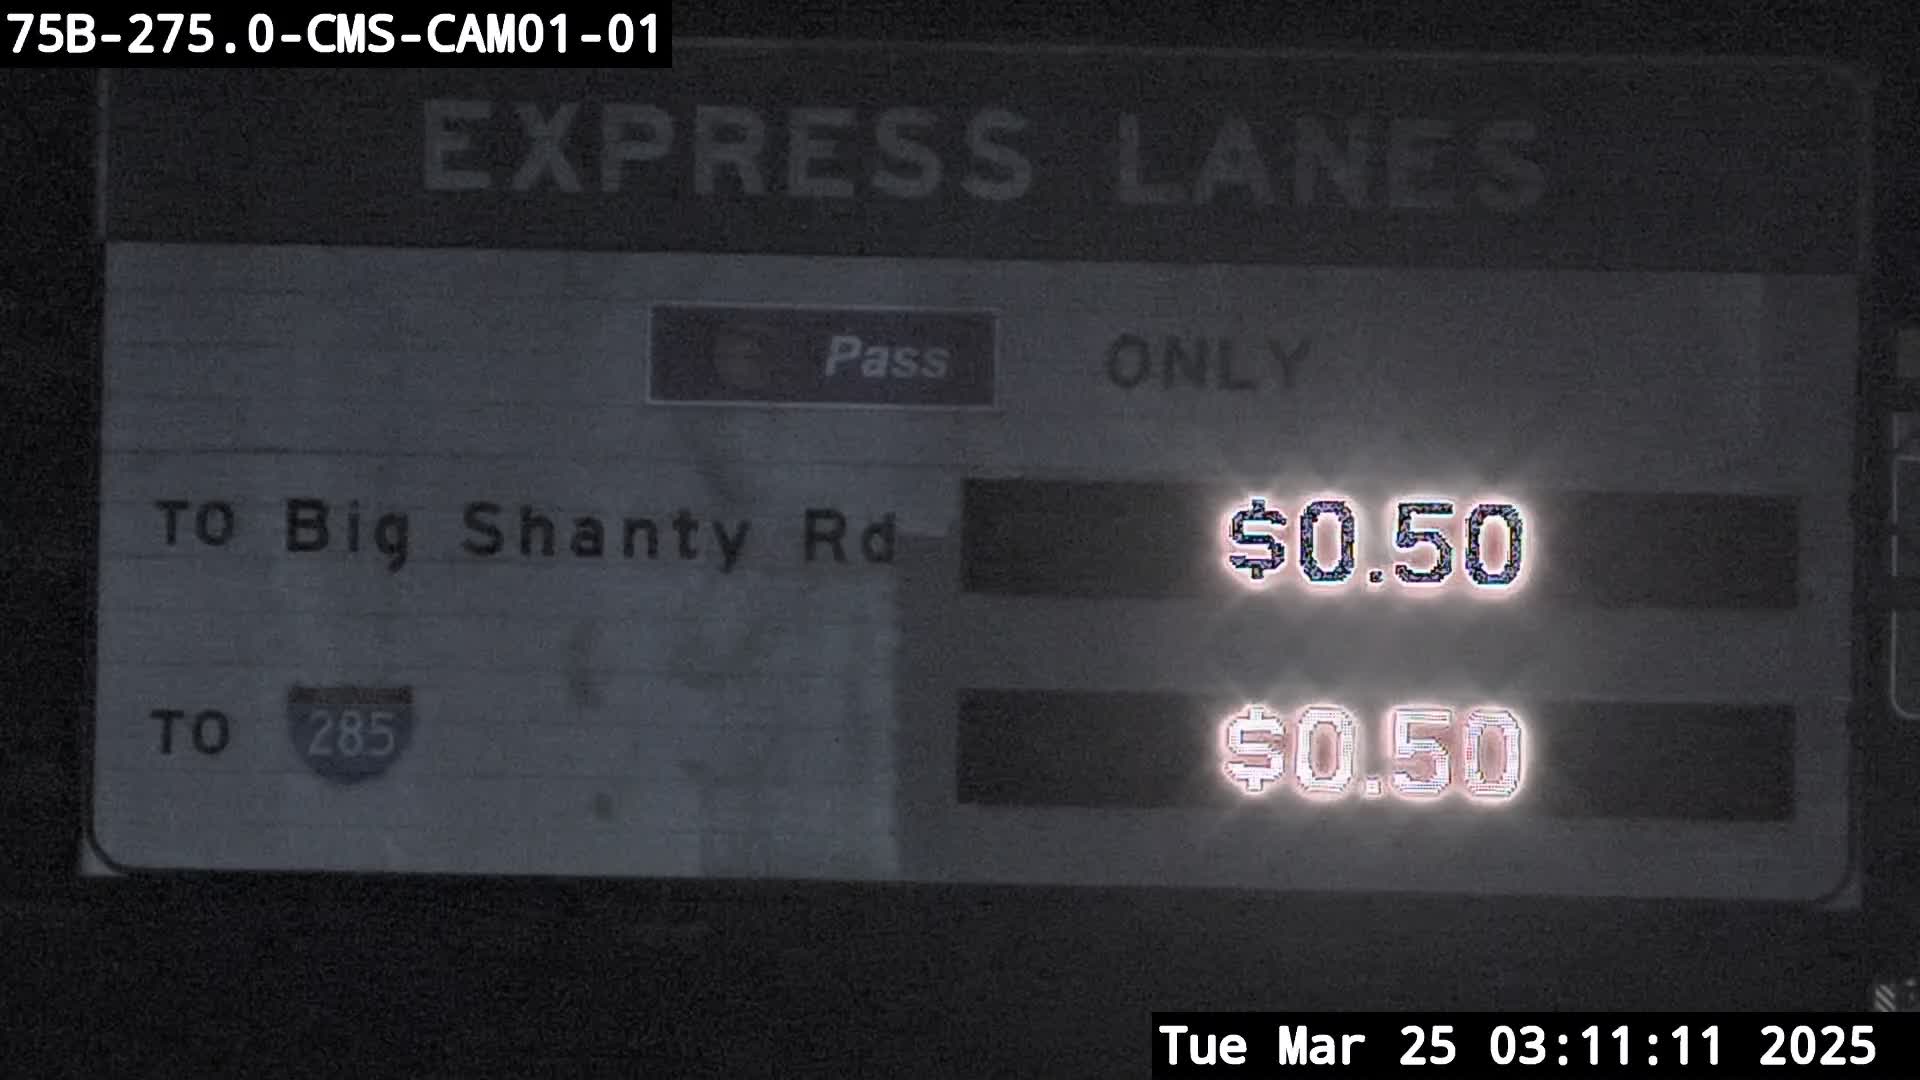 75B-275.0-CMS-CAM01-01
EXPRESS LANES
Pass ONLY
TO Big Shanty Rd $0.50
TO 285 $0.50
Tue Mar 25 03:11:11 2025